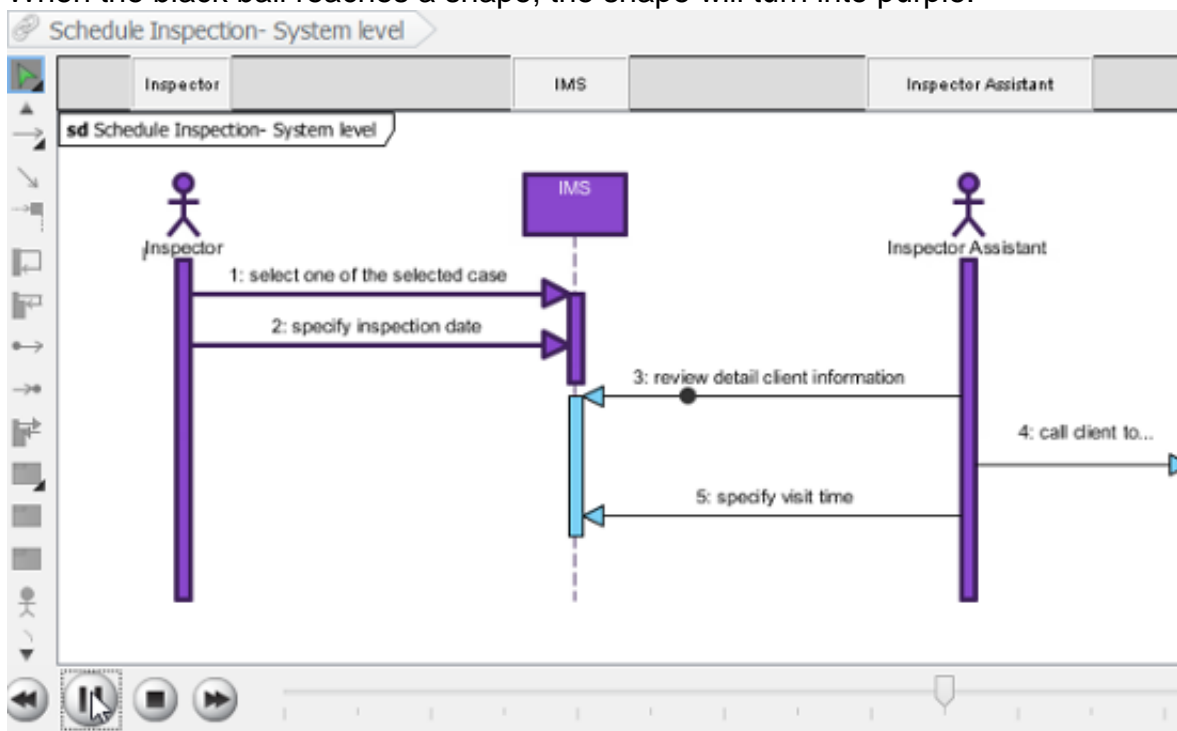 When the black ball reaches a shape, the shape will turn into purple.
Schedule Inspection- System level
Inspector
IMS
Inspector Assistant
sd Schedule Inspection- System level
IMS
Inspector
Inspector Assistant
1: select one of the selected case
2: specify inspection date
3: review detail client information
4: call client to...
5: specify visit time